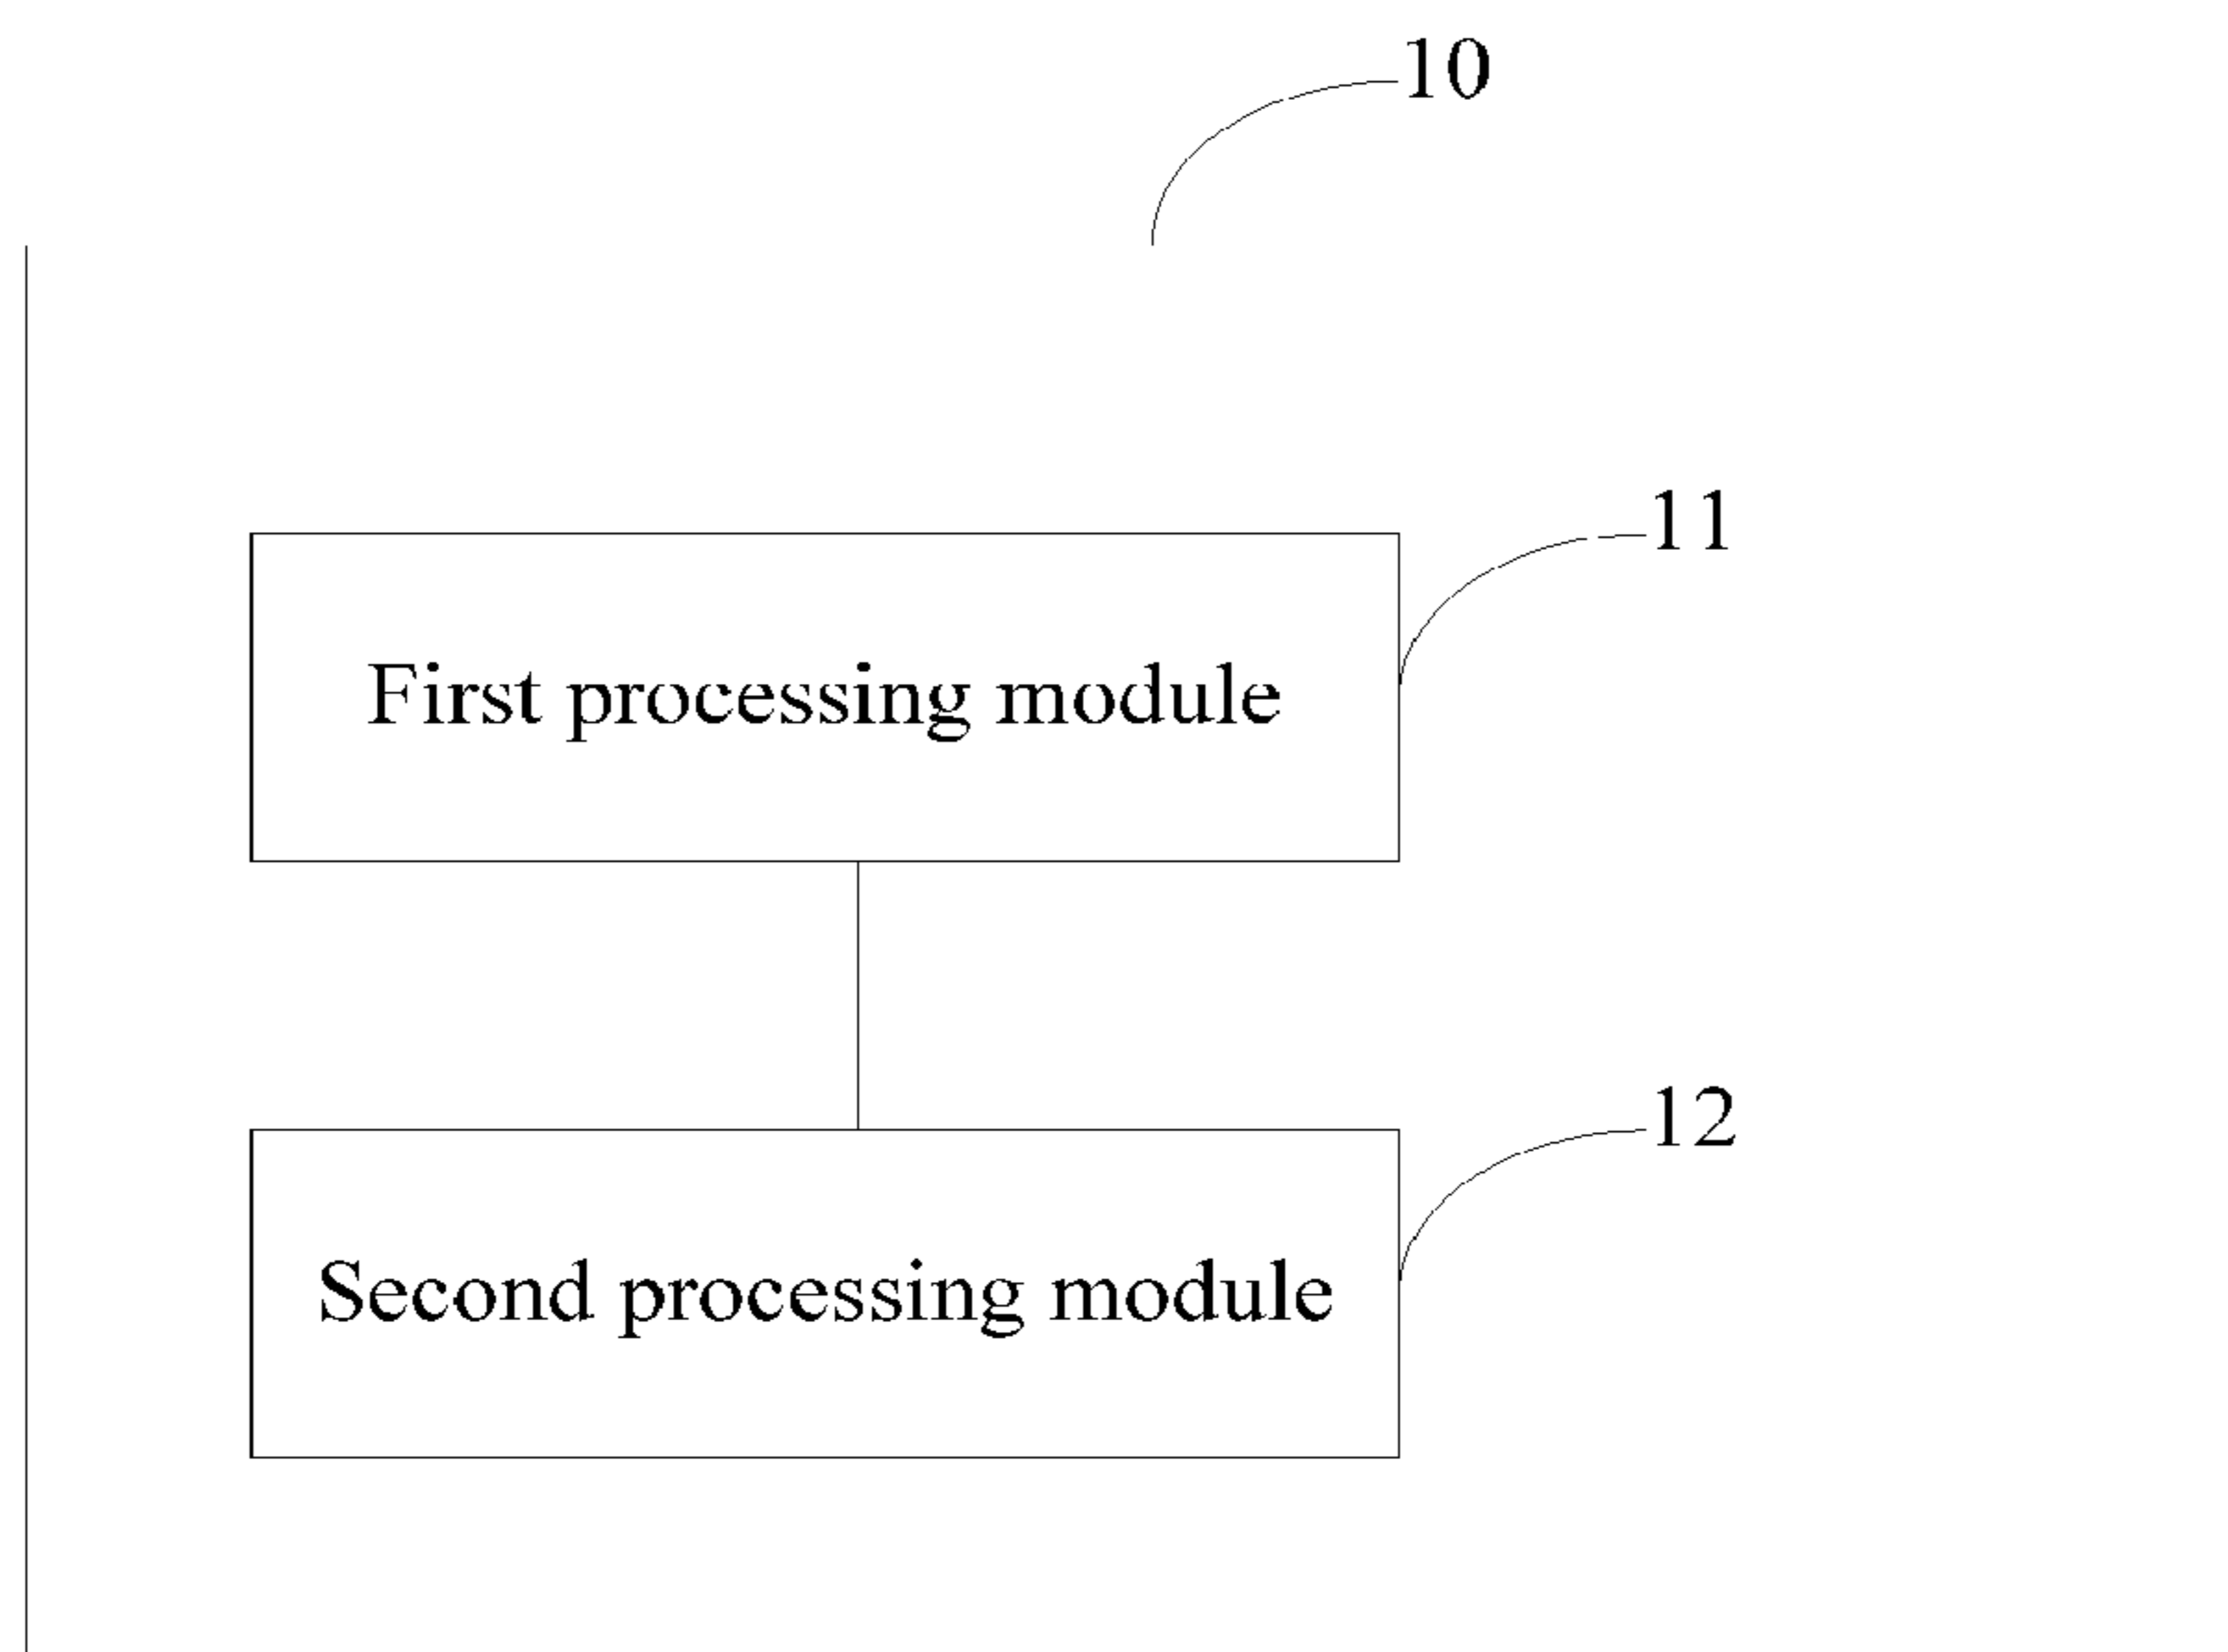 10
11
First processing module
12
Second processing module